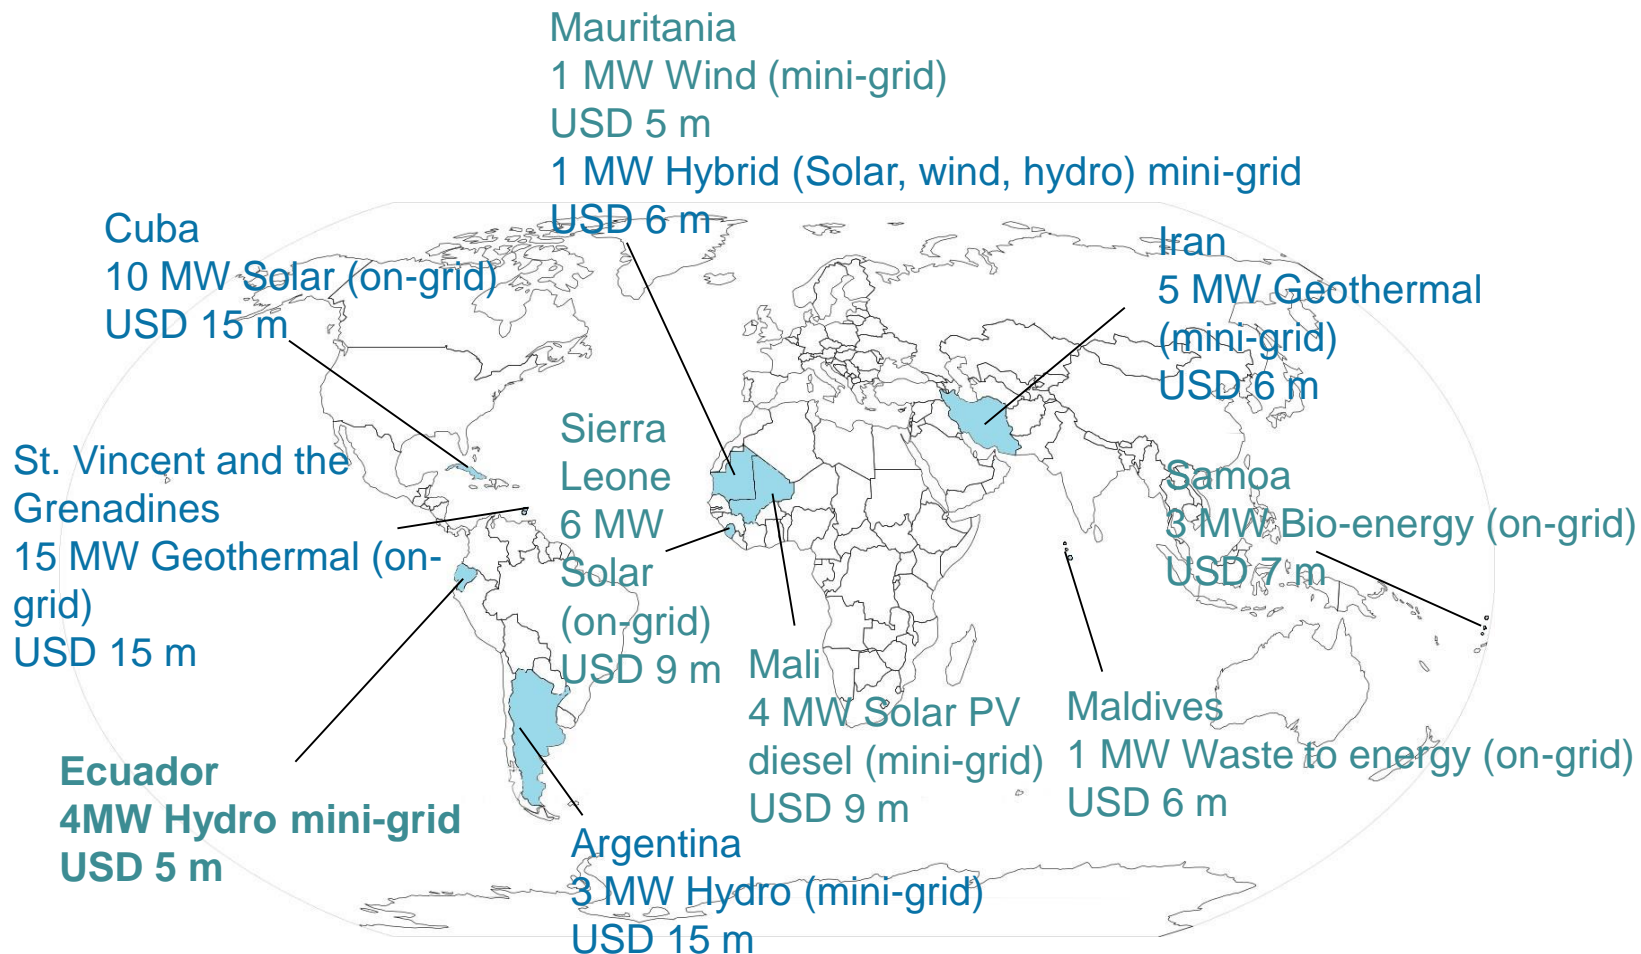 Mauritania
1 MW Wind (mini-grid)
USD 5 m
1 MW Hybrid (Solar, wind, hydro) mini-grid
USD 6 m
Cuba
10 MW Solar (on-grid)
USD 15 m
Iran
5 MW Geothermal
(mini-grid)
USD 6 m
St. Vincent and the
Grenadines
15 MW Geothermal (on-
grid)
USD 15 m
Sierra
Leone
6 MW
Solar
(on-grid)
USD 9 m
Samoa
3 MW Bio-energy (on-grid)
USD 7 m
Mali
4 MW Solar PV
diesel (mini-grid)
USD 9 m
Maldives
1 MW Waste to energy (on-grid)
USD 6 m
Ecuador
4MW Hydro mini-grid
USD 5 m
Argentina
3 MW Hydro (mini-grid)
USD 15 m